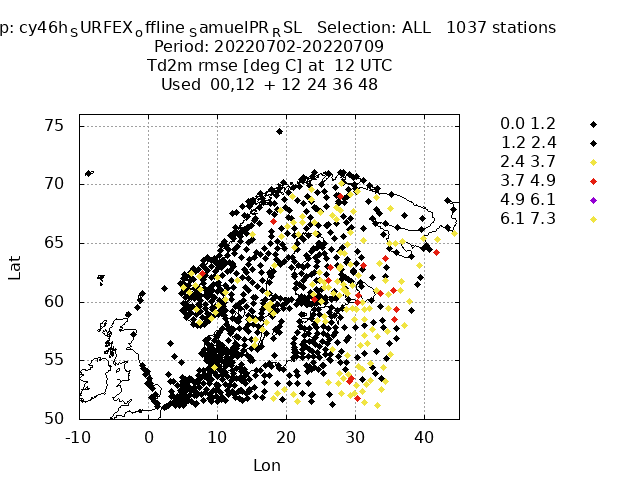 p: cy46hSURFEXoffline SamuelPRRSL Selection: ALL 1037 stations
Period: 20220702-20220709
Td2m rmse [deg C] at 12 UTC
Used 00,12 + 12 24 36 48
0.0 1.2
1.2 2.4
2.4 3.7
3.7 4.9
4.9 6.1
6.1 7.3
75
70
65
60
55
50
Lat
-10 0 10 20 30 40
Lon